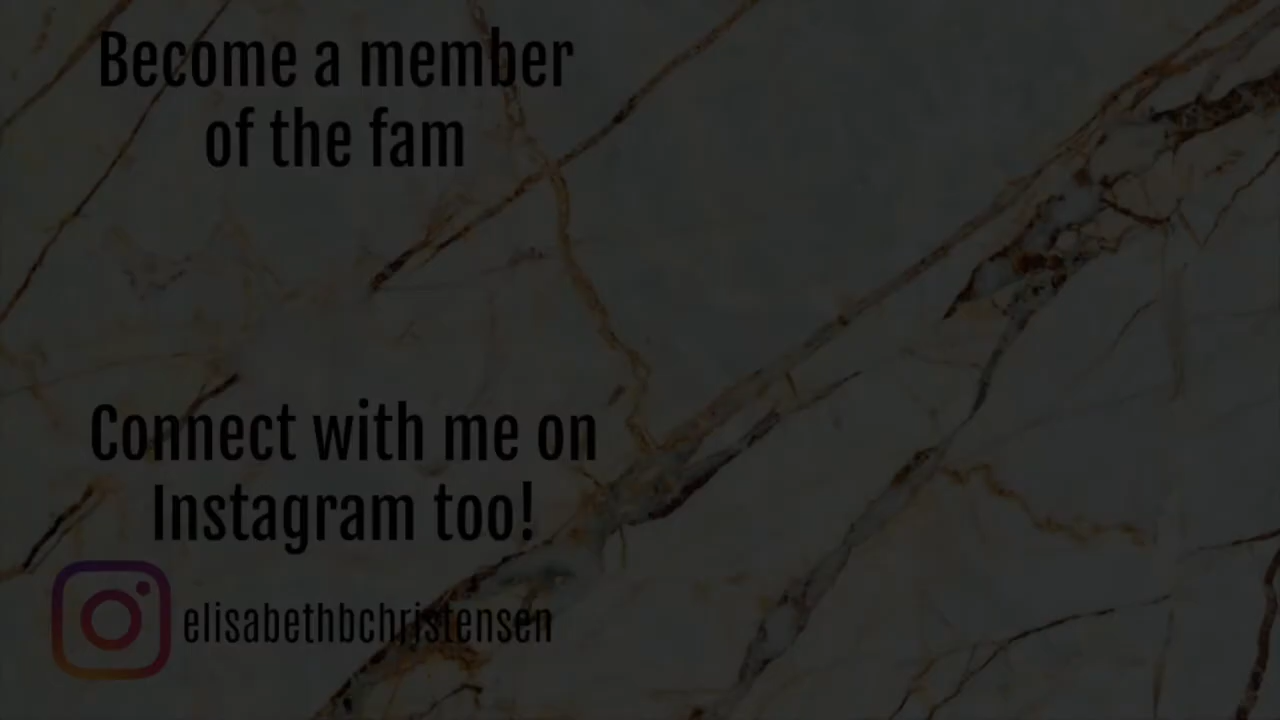 Become a member
of the fam
Connect with me on
Instagram too!
elisabethbchristensen